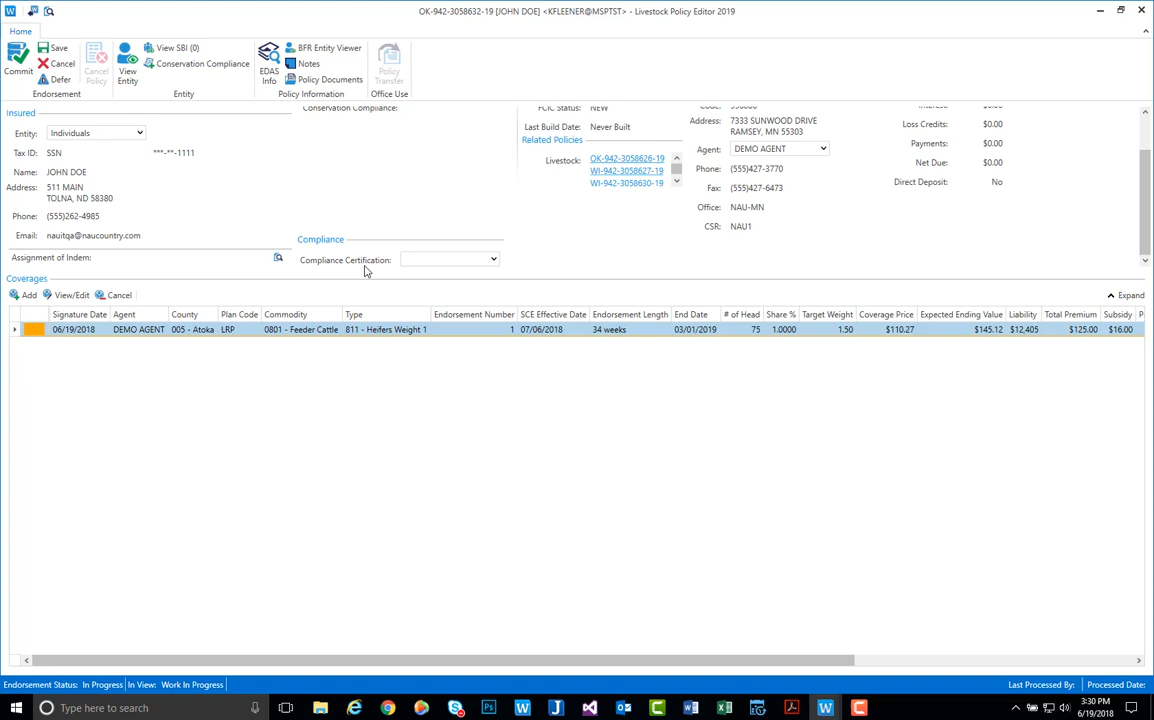 OK-942-3058632-19 [JOHN DOE] <KFLEENER@MSPTST> - Livestock Policy Editor 2019
Home
Commit
Save
Cancel
Defer
Cancel Policy
Endorsement
View Entity
View SBI (0)
Conservation Compliance
Entity
EDAS Info
BFR Entity Viewer
Notes
Policy Documents
Policy Information
Policy Transfer
Office Use
Insured
Entity: Individuals
Tax ID: SSN ***-**-1111
Name: JOHN DOE
Address: 511 MAIN
TOLNA, ND 58380
Phone: (555)262-4985
Email: nauitqa@naucountry.com
Assignment of Indem:
Conservation Compliance:
Compliance
Compliance Certification:
FCIC Status: NEW
Last Build Date: Never Built
Related Policies
Livestock: OK-942-3058626-19
WI-942-3058627-19
WI-942-3058630-19
Address: 7333 SUNWOOD DRIVE
RAMSEY, MN 55303
Agent: DEMO AGENT
Phone: (555)427-3770
Fax: (555)427-6473
Office: NAU-MN
CSR: NAU1
Loss Credits: $0.00
Payments: $0.00
Net Due: $0.00
Direct Deposit: No
Coverages
Add View/Edit Cancel Expand
Signature Date Agent County Plan Code Commodity Type Endorsement Number SCE Effective Date Endorsement Length End Date # of Head Share % Target Weight Coverage Price Expected Ending Value Liability Total Premium Subsidy
06/19/2018 DEMO AGENT 005 - Atoka LRP 0801 - Feeder Cattle 811 - Heifers Weight 1 1 07/06/2018 34 weeks 03/01/2019 75 1.0000 1.50 $110.27 $145.12 $12,405 $125.00 $16.00
Endorsement Status: In Progress In View: Work In Progress Last Processed By: Processed Date:
Type here to search
3:30 PM
6/19/2018